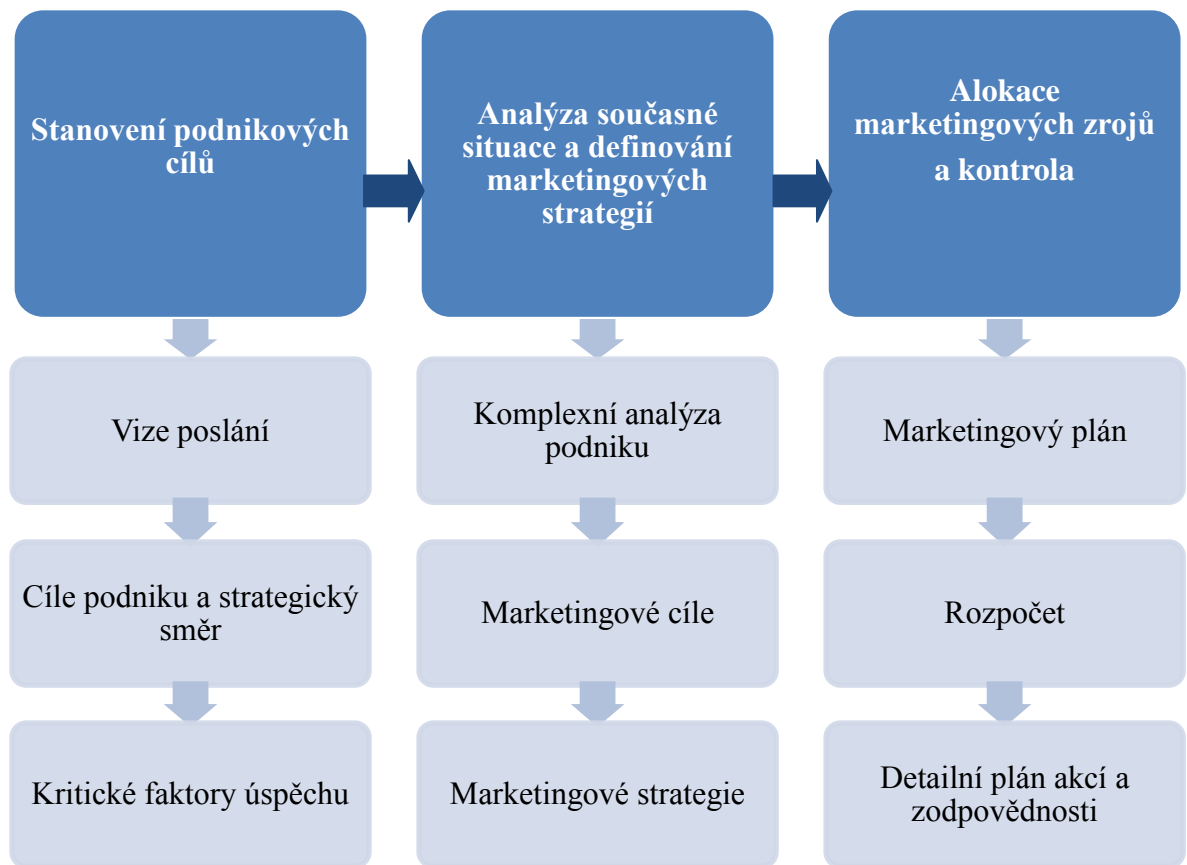 Stanovení podnikových
cílů
Vize poslání
Cíle podniku a strategický
směr
Kritické faktory úspěchu
Analýza současné
situace a definování
marketingových
strategií
Komplexní analýza
podniku
Marketingové cíle
Marketingové strategie
Alokace
marketingových zrojů
a kontrola
Marketingový plán
Rozpočet
Detailní plán akcí a
zodpovědnosti